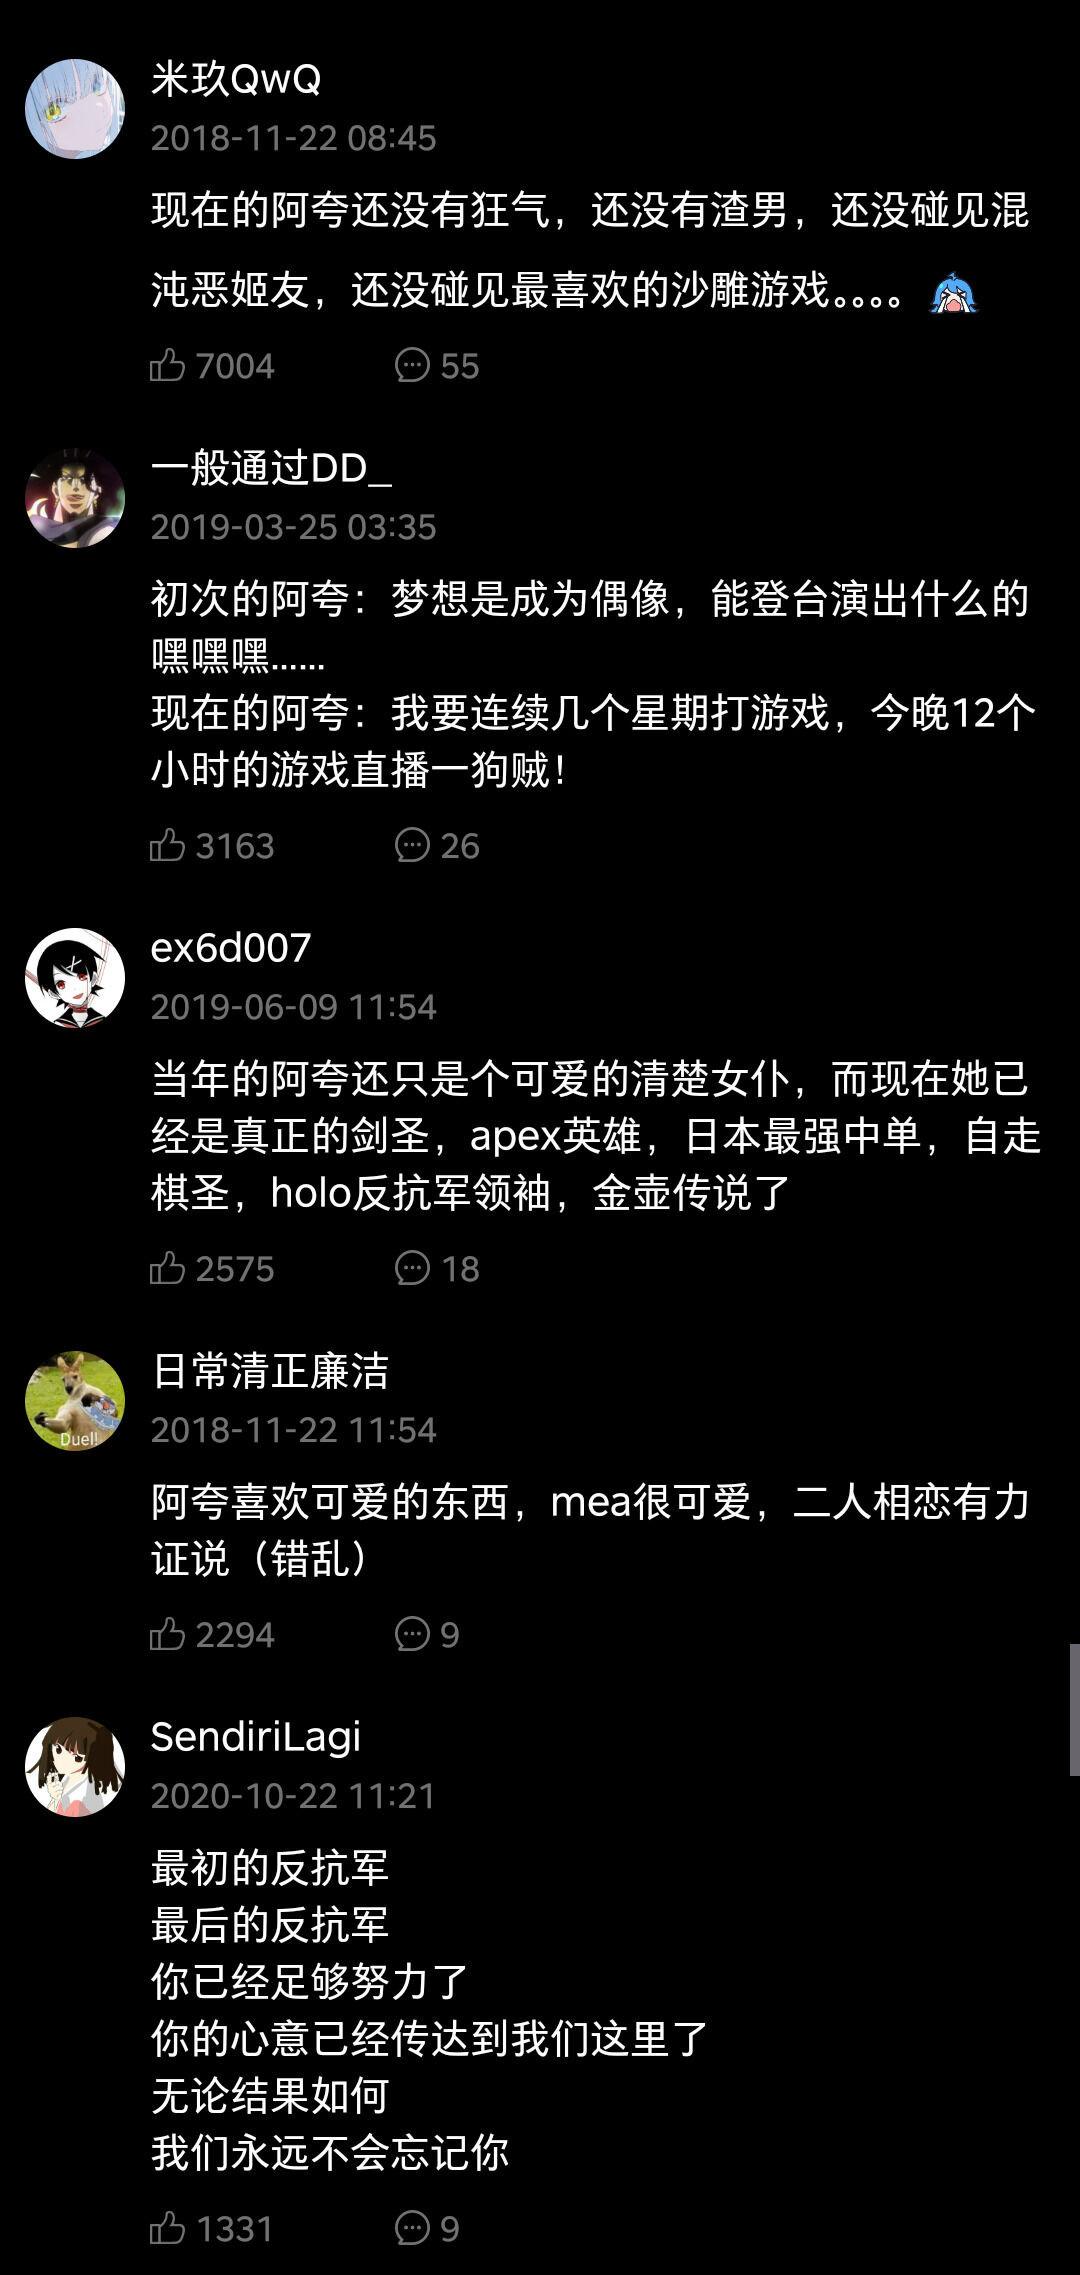 米玖QwQ
2018-11-22 08:45
现在的阿夸还没有狂气，还没有渣男，还没碰见混
沌恶姬友，还没碰见最喜欢的沙雕游戏。。。。
7004 55
一般通过DD_
2019-03-25 03:35
初次的阿夸：梦想是成为偶像，能登台演出什么的
嘿嘿嘿……
现在的阿夸：我要连续几个星期打游戏，今晚12个
小时的游戏直播一狗贼！
3163 26
ex6d007
2019-06-09 11:54
当年的阿夸还只是个可爱的清楚女仆，而现在她已
经是真正的剑圣，apex英雄，日本最强中单，自走
棋圣，holo反抗军领袖，金壶传说了
2575 18
日常清正廉洁
2018-11-22 11:54
Duel!
阿夸喜欢可爱的东西，mea很可爱，二人相恋有力
证说（错乱）
2294 9
SendiriLagi
2020-10-22 11:21
最初的反抗军
最后的反抗军
你已经足够努力了
你的心意已经传达到我们这里了
无论结果如何
我们永远不会忘记你
1331 9